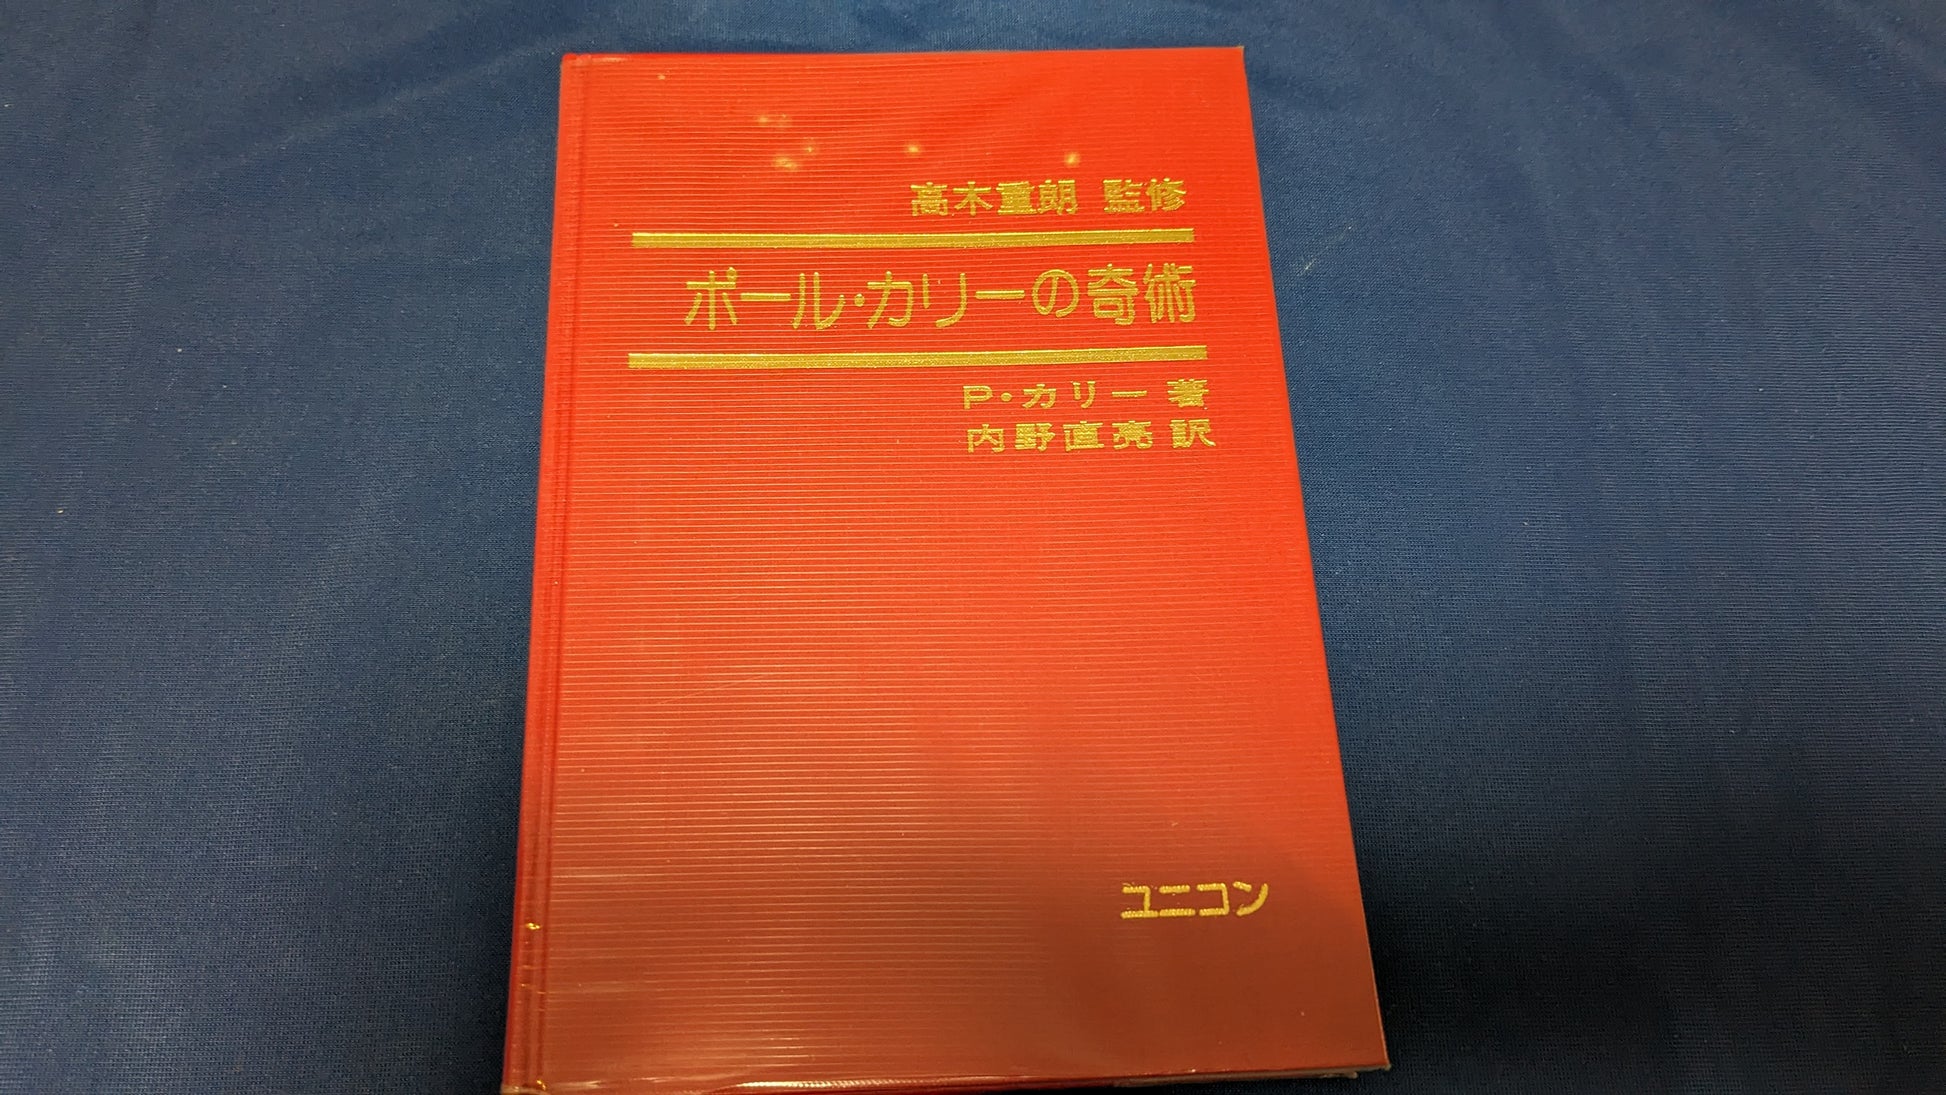 高木重朗 監修
ポール・カリーの奇術
P・カリー 著
内野直亮 訳
ユニコン